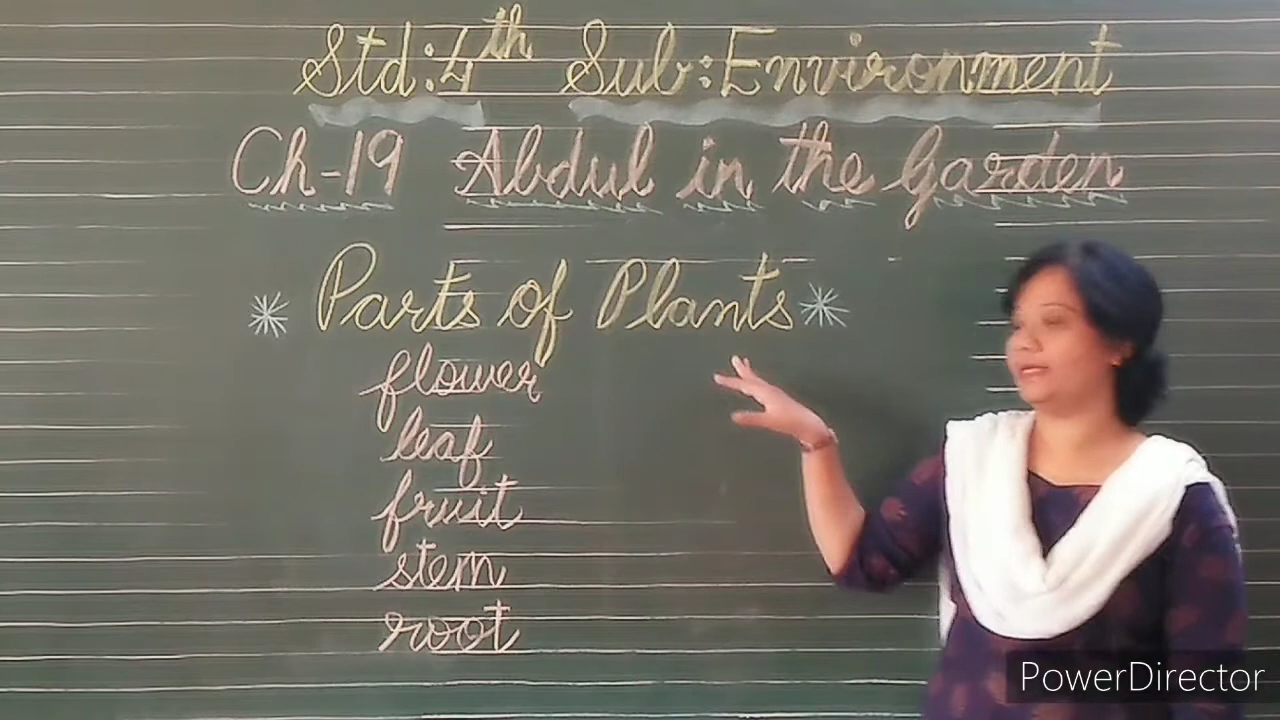 Std:4th Sub:Environment
Ch-19 Abdul in the Garden
* Parts of Plants *
flower
leaf
fruit
stem
root
PowerDirector